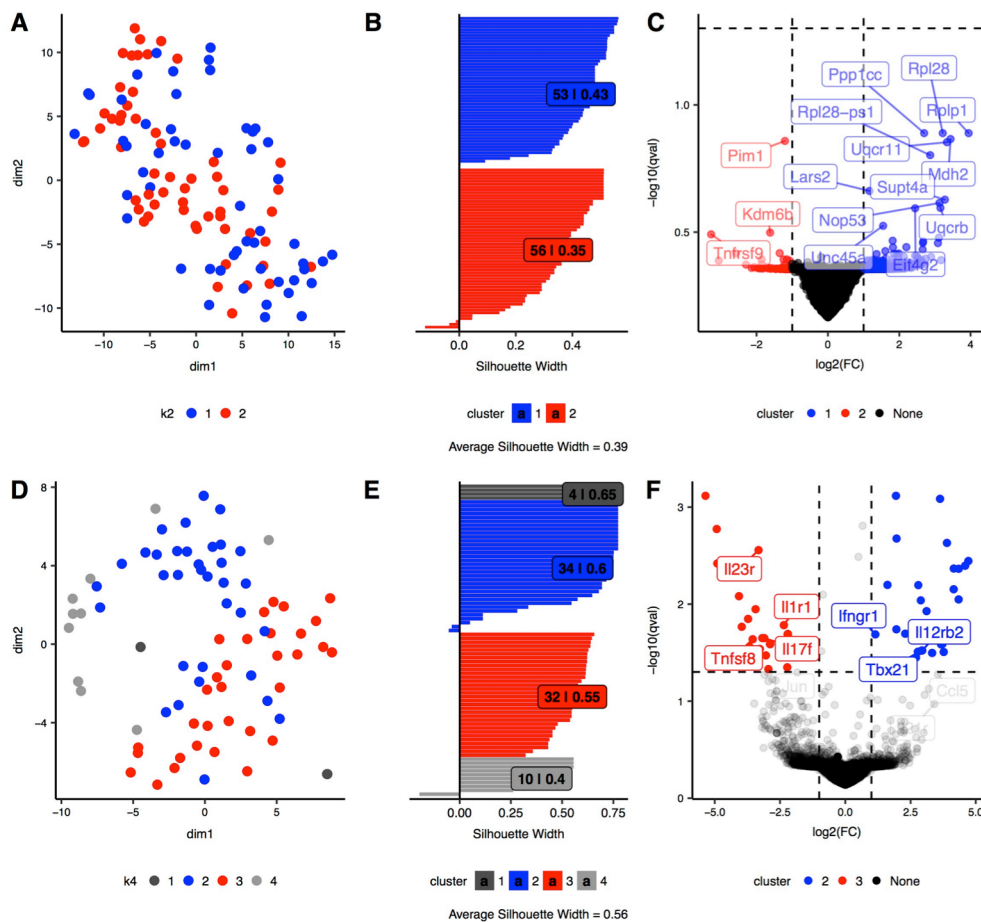 A
10
5
0
−5
−10
dim2
−10
−5
0
5
10
15
dim1
k2 1 2
B
53 | 0.43
56 | 0.35
0.0
0.2
0.4
Silhouette Width
cluster a 1 a 2
Average Silhouette Width = 0.39
C
1.0
0.5
−log10(qval)
Ppp1cc
Rpl28
Rpl28−ps1
Rplp1
Pim1
Uqcr11
Lars2
Mdh2
Supt4a
Kdm6b
Nop53
Uqcrb
Tnfrsf9
Unc45a
Eif4g2
−2
0
2
4
log2(FC)
cluster 1 2 None
D
8
4
0
−4
dim2
−10
−5
0
5
dim1
k4 1 2 3 4
E
4 | 0.65
34 | 0.6
32 | 0.55
10 | 0.4
0.00
0.25
0.50
0.75
Silhouette Width
cluster a 1 a 2 a 3 a 4
Average Silhouette Width = 0.56
F
3
2
1
0
−log10(qval)
Il23r
Il1r1
Ifngr1
Il12rb2
Tnfsf8
Il17f
Tbx21
Jun
Ccl5
−5.0
−2.5
0.0
2.5
5.0
log2(FC)
cluster 2 3 None